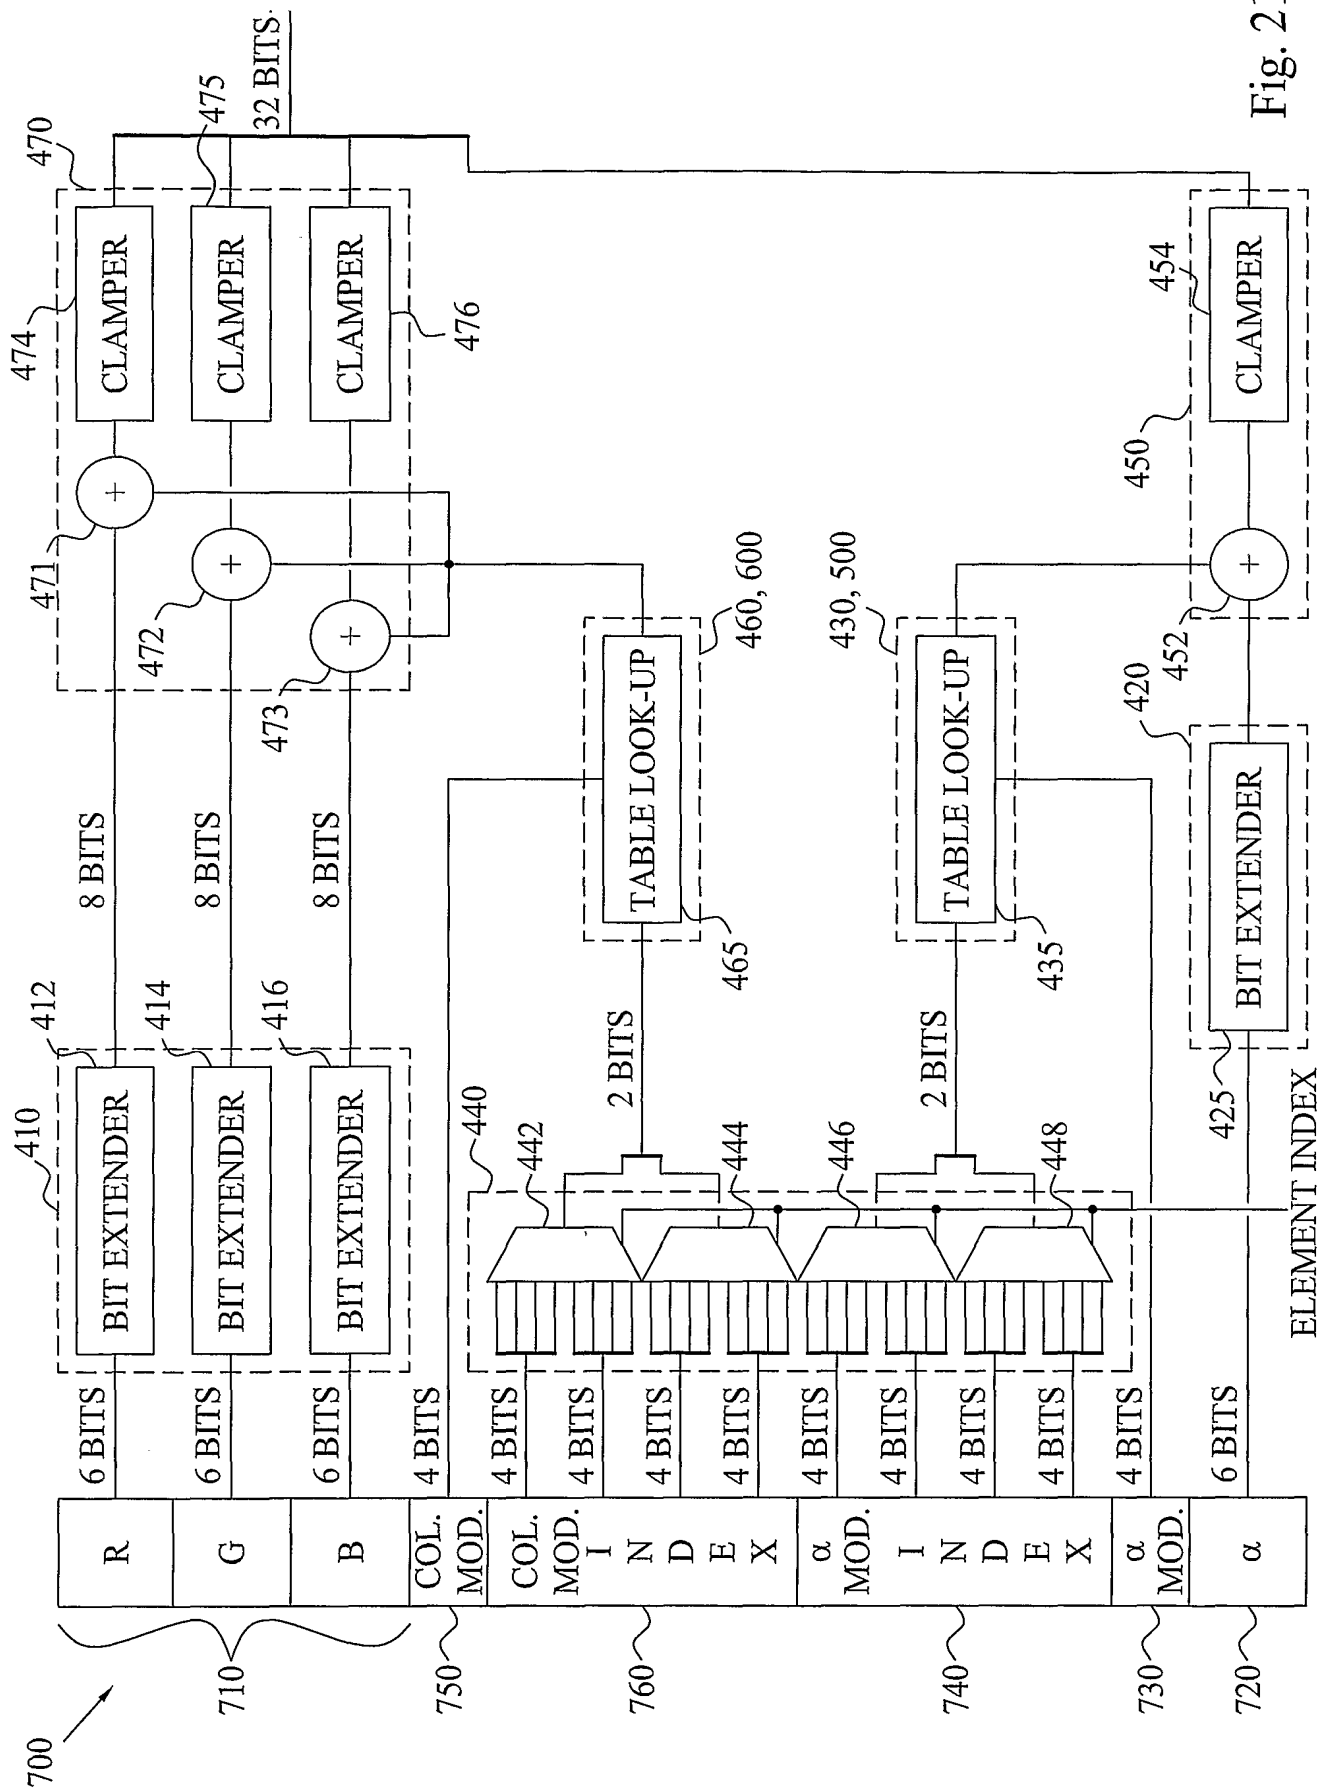 700
710
750
760
740
730
720
R
G
B
COL.
MOD.
COL.
MOD.
I
N
D
E
X
α
MOD.
I
N
D
E
X
α
MOD.
α
6 BITS
6 BITS
6 BITS
4 BITS
4 BITS
4 BITS
4 BITS
4 BITS
4 BITS
4 BITS
4 BITS
4 BITS
4 BITS
6 BITS
410
412
BIT EXTENDER
414
BIT EXTENDER
416
BIT EXTENDER
440
442
444
446
448
ELEMENT INDEX
425
BIT EXTENDER
420
2 BITS
2 BITS
8 BITS
8 BITS
8 BITS
465
TABLE LOOK-UP
460, 600
435
TABLE LOOK-UP
430, 500
471
+
472
+
473
+
452
+
450
474
CLAMPER
475
CLAMPER
476
CLAMPER
470
454
CLAMPER
32 BITS